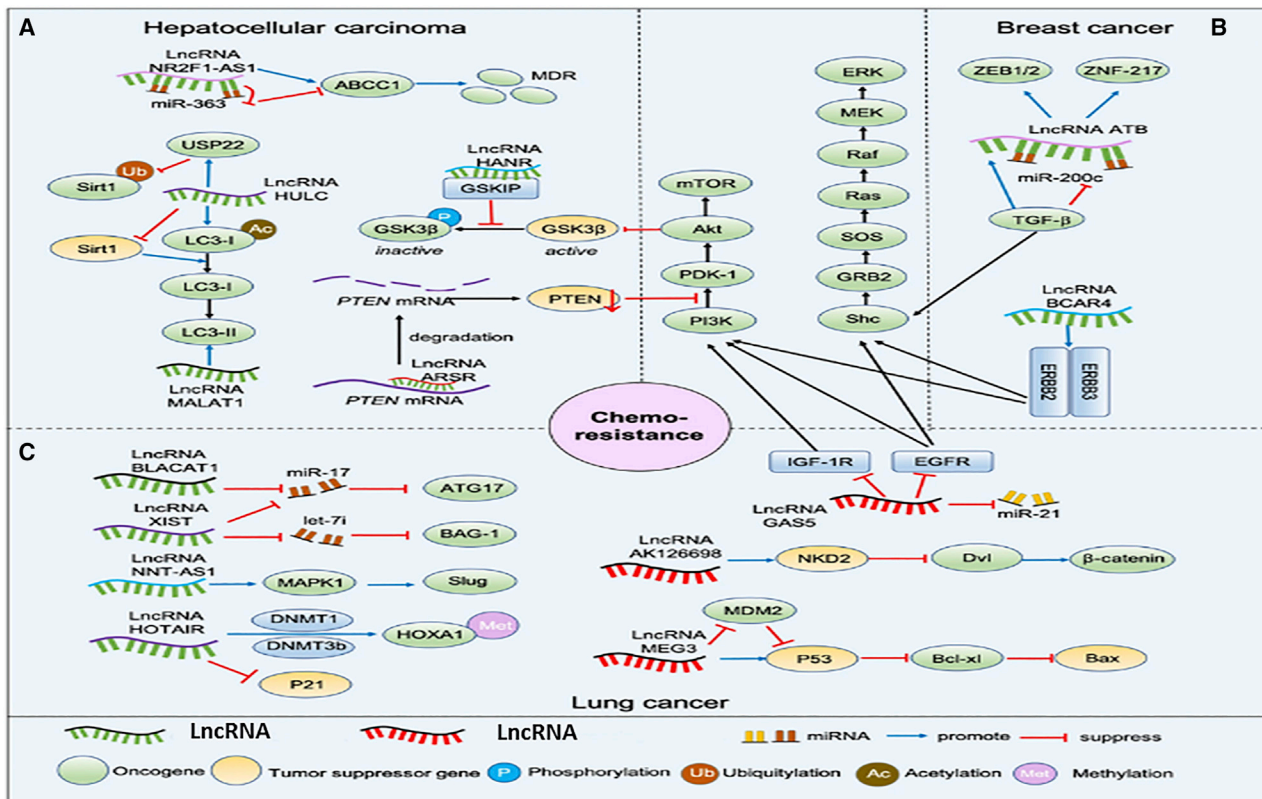 A
Hepatocellular carcinoma
LncRNA
NR2F1-AS1
miR-363
ABCC1
MDR
USP22
Ub
Sirt1
LncRNA
HULC
Sirt1
LC3-I
Ac
LC3-I
LC3-II
LncRNA
MALAT1
LncRNA
HANR
GSKIP
GSK3β
P
inactive
GSK3β
active
PTEN mRNA
PTEN
degradation
LncRNA
ARSR
PTEN mRNA
mTOR
Akt
PDK-1
PI3K
ERK
MEK
Raf
Ras
SOS
GRB2
Shc
Breast cancer
B
ZEB1/2
ZNF-217
LncRNA ATB
miR-200c
TGF-β
LncRNA
BCAR4
ERBB2
ERBB3
Chemo-
resistance
C
LncRNA
BLACAT1
miR-17
ATG17
LncRNA
XIST
let-7i
BAG-1
LncRNA
NNT-AS1
MAPK1
Slug
LncRNA
HOTAIR
DNMT1
DNMT3b
HOXA1
Met
P21
IGF-1R
EGFR
LncRNA
GAS5
miR-21
LncRNA
AK126698
NKD2
Dvl
β-catenin
MDM2
LncRNA
MEG3
P53
Bcl-xl
Bax
Lung cancer
LncRNA
LncRNA
miRNA
promote
suppress
Oncogene
Tumor suppressor gene
P
Phosphorylation
Ub
Ubiquitylation
Ac
Acetylation
Met
Methylation